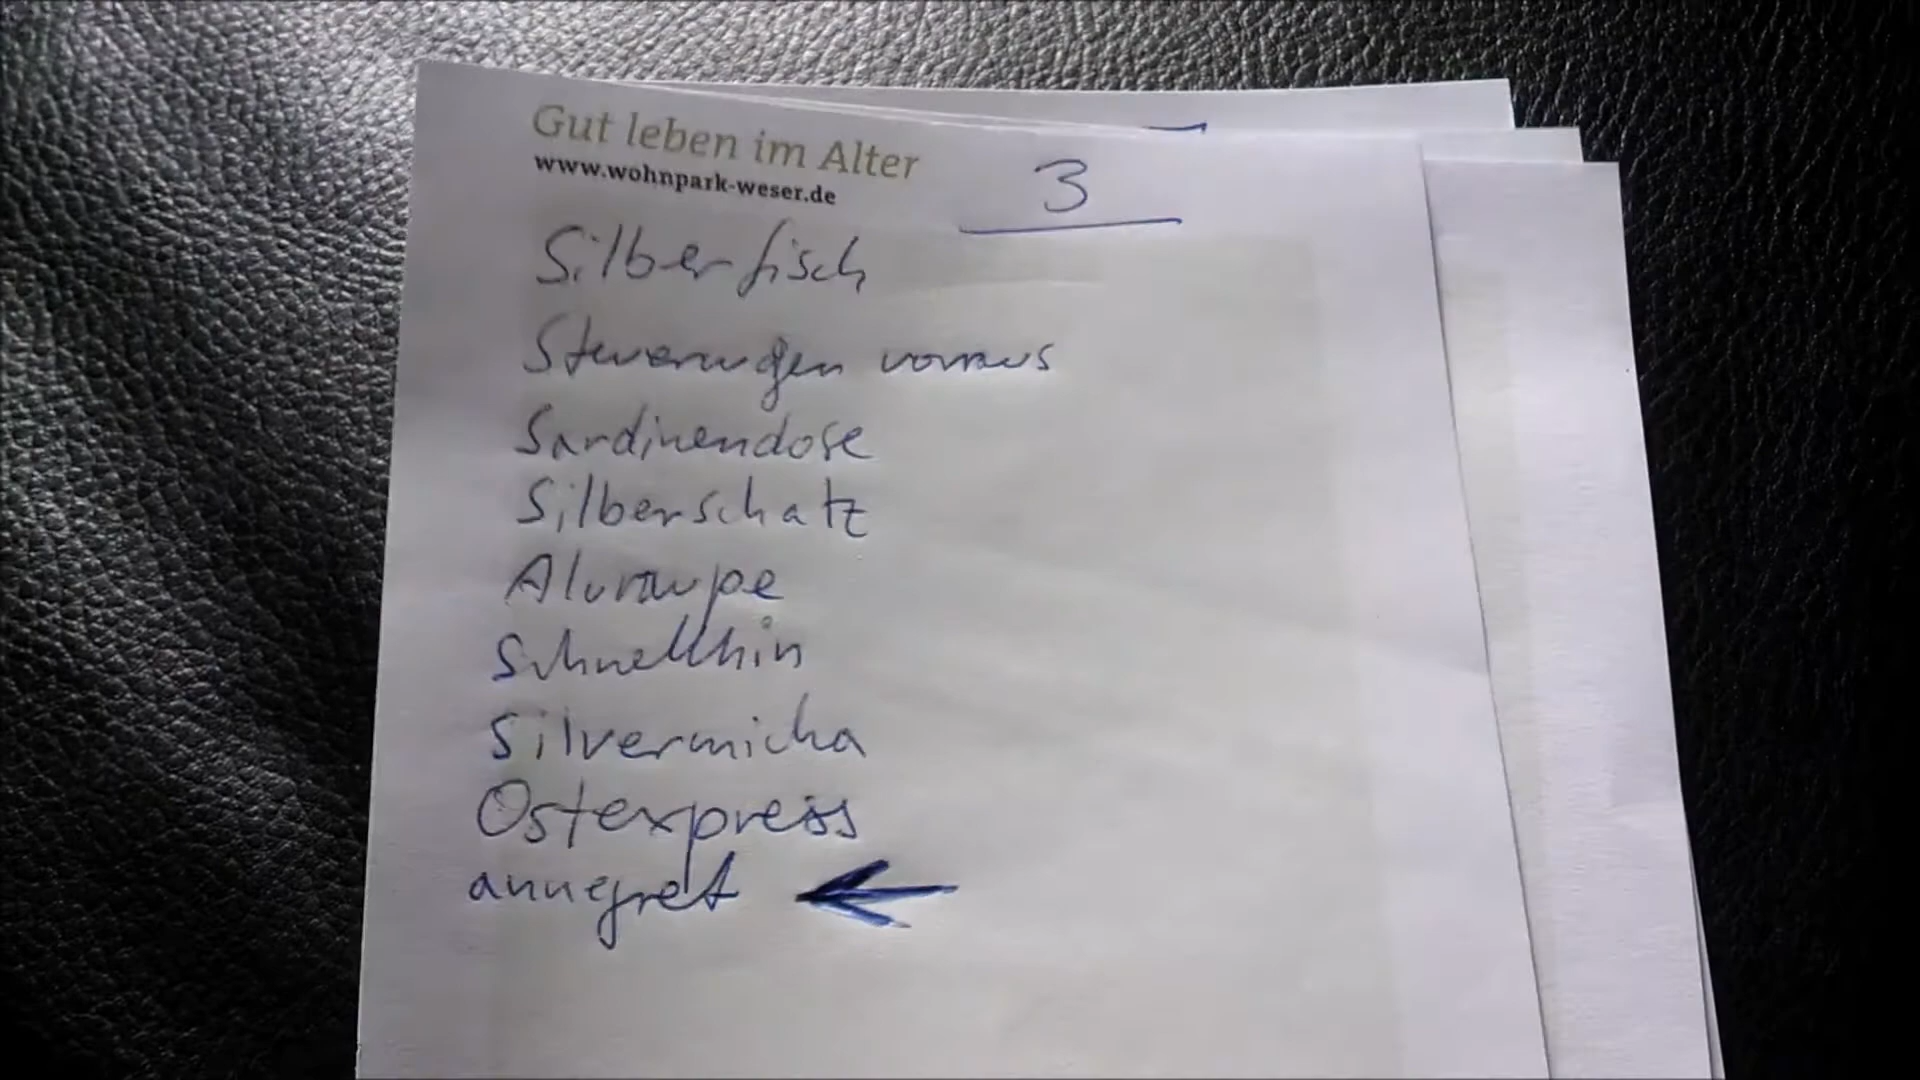 Gut leben im Alter
www.wohnpark-weser.de
3
Silberfisch
Steuerungen voraus
Sardinendose
Silberschatz
Aluraupe
Schnellhin
Silvermicha
Ostexpress
annegret